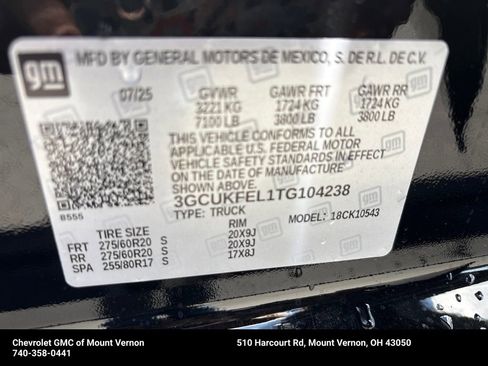 gm
MFD BY GENERAL MOTORS DE MEXICO, S. DE R.L. DE C.V.
07/25 GVWR GAWR FRT GAWR RR
3221 KG 1724 KG 1724 KG
7100 LB 3800 LB 3800 LB
THIS VEHICLE CONFORMS TO ALL
APPLICABLE U.S. FEDERAL MOTOR
VEHICLE SAFETY STANDARDS IN EFFECT
ON THE DATE OF MANUFACTURE
SHOWN ABOVE.
3GCUKFEL1TG104238
B555 TYPE: TRUCK 18CK10543
TIRE SIZE RIM
FRT 275/60R20 S 20X9J
RR 275/60R20 S 20X9J
SPA 255/80R17 S 17X8J
Chevrolet GMC of Mount Vernon 510 Harcourt Rd, Mount Vernon, OH 43050
740-358-0441